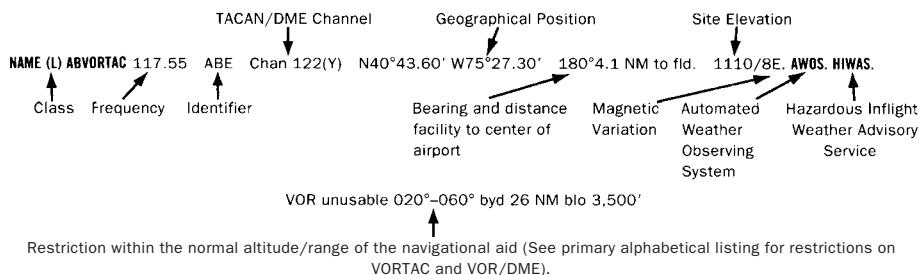 TACAN/DME Channel
Geographical Position
Site Elevation
NAME (L) ABVORTAC 117.55 ABE Chan 122(Y) N40°43.60' W75°27.30' 180°4.1 NM to fld. 1110/8E. AWOS. HIWAS.
Class
Frequency
Identifier
Bearing and distance
facility to center of
airport
Magnetic
Variation
Automated
Weather
Observing
System
Hazardous Inflight
Weather Advisory
Service
VOR unusable 020°–060° byd 26 NM blo 3,500'
Restriction within the normal altitude/range of the navigational aid (See primary alphabetical listing for restrictions on
VORTAC and VOR/DME).